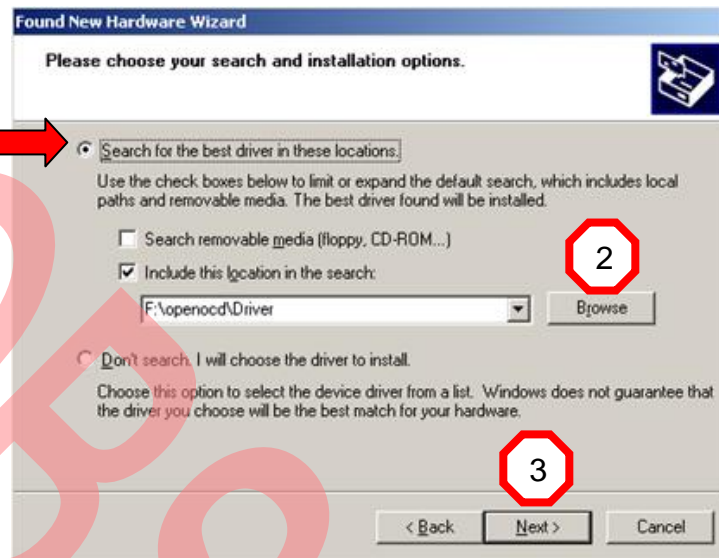 Found New Hardware Wizard
Please choose your search and installation options.
Search for the best driver in these locations.
Use the check boxes below to limit or expand the default search, which includes local
paths and removable media. The best driver found will be installed.
Search removable media (floppy, CD-ROM...)
2
Include this location in the search:
F:\openocd\Driver
Browse
Don't search. I will choose the driver to install.
Choose this option to select the device driver from a list. Windows does not guarantee that
the driver you choose will be the best match for your hardware.
3
< Back
Next >
Cancel